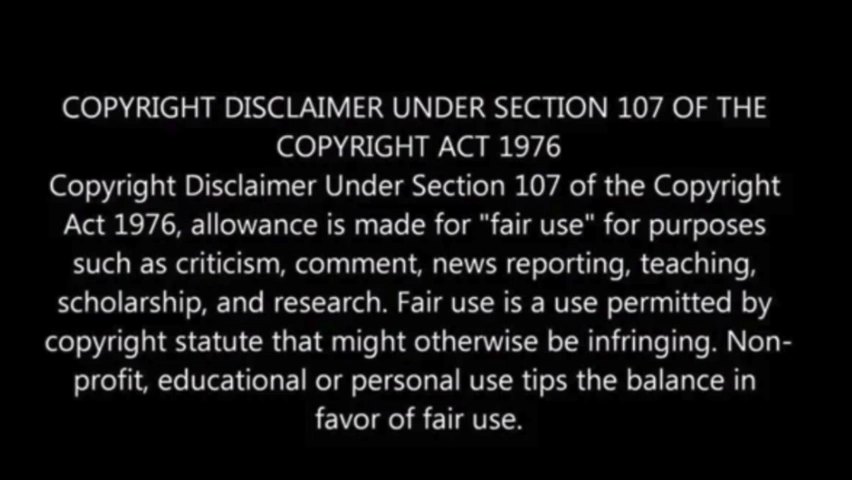 COPYRIGHT DISCLAIMER UNDER SECTION 107 OF THE
COPYRIGHT ACT 1976
Copyright Disclaimer Under Section 107 of the Copyright
Act 1976, allowance is made for "fair use" for purposes
such as criticism, comment, news reporting, teaching,
scholarship, and research. Fair use is a use permitted by
copyright statute that might otherwise be infringing. Non-
profit, educational or personal use tips the balance in
favor of fair use.